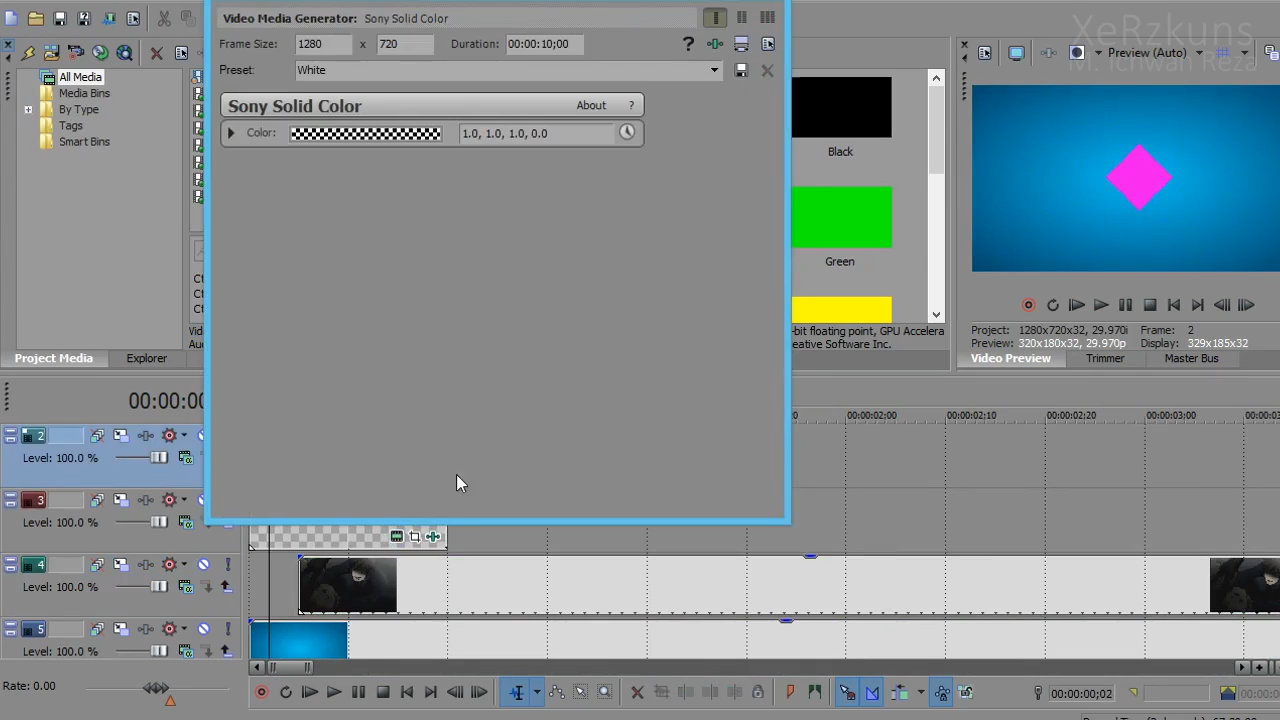 Video Media Generator: Sony Solid Color
XeRzkuns
M. Ichwan Reza
Frame Size: 1280 x 720 Duration: 00:00:10;00
?
Preview (Auto)
Preset: White
All Media
Media Bins
By Type
Tags
Smart Bins
Sony Solid Color About ?
Color: 1.0, 1.0, 1.0, 0.0
Black
Green
Project: 1280x720x32, 29.970i Frame: 2
Preview: 320x180x32, 29.970p Display: 329x185x32
-bit floating point, GPU Accelera
eative Software Inc.
Project Media Explorer
Video Preview Trimmer Master Bus
00:00:0
00:00:02;00 00:00:02;10 00:00:02;20 00:00:03;00
2
Level: 100.0 %
3
Level: 100.0 %
4
Level: 100.0 %
5
Level: 100.0 %
Rate: 0.00
00:00:00;02